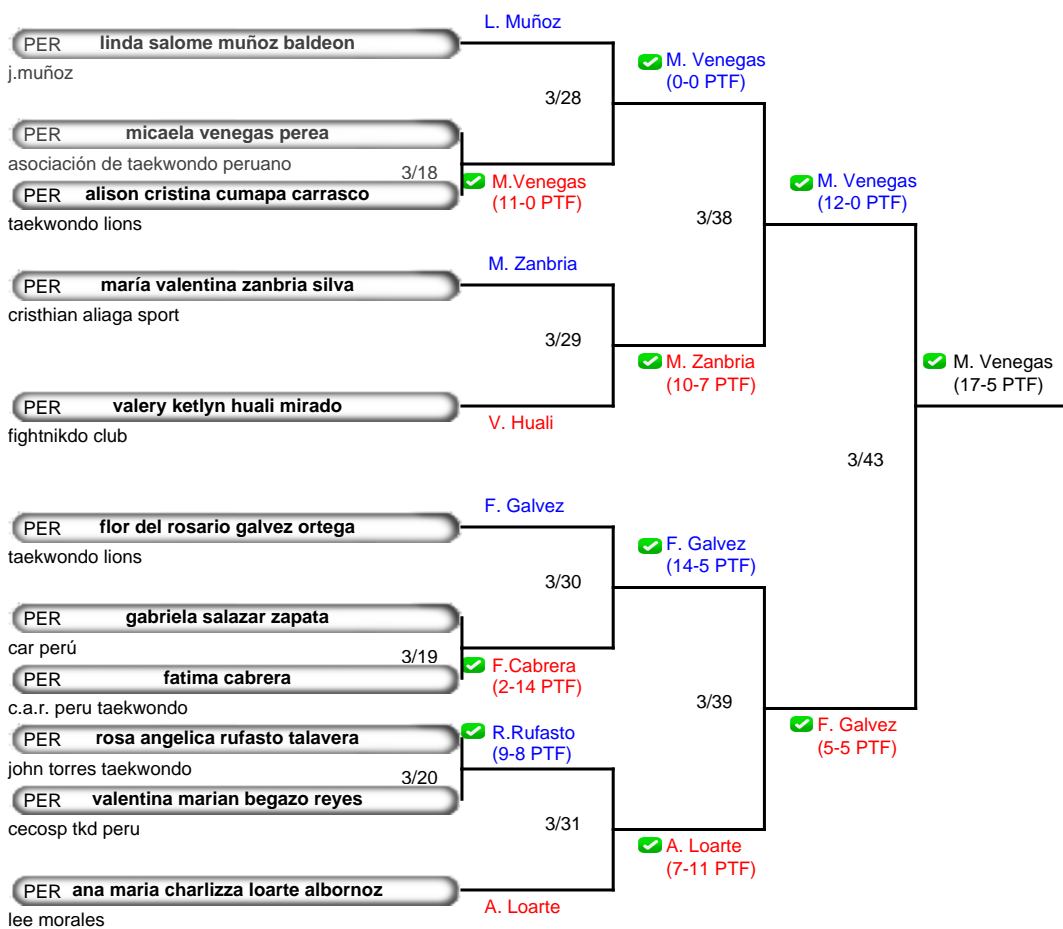 L. Muñoz
PER linda salome muñoz baldeon
j.muñoz
M. Venegas
(0-0 PTF)
3/28
PER micaela venegas perea
asociación de taekwondo peruano
3/18
M.Venegas
(11-0 PTF)
PER alison cristina cumapa carrasco
taekwondo lions
M. Venegas
(12-0 PTF)
3/38
M. Zanbria
PER maría valentina zanbria silva
cristhian aliaga sport
3/29
M. Zanbria
(10-7 PTF)
M. Venegas
(17-5 PTF)
PER valery ketlyn huali mirado
fightnikdo club
V. Huali
3/43
F. Galvez
PER flor del rosario galvez ortega
taekwondo lions
F. Galvez
(14-5 PTF)
3/30
PER gabriela salazar zapata
car perú
3/19
F.Cabrera
(2-14 PTF)
PER fatima cabrera
c.a.r. peru taekwondo
3/39
F. Galvez
(5-5 PTF)
R.Rufasto
(9-8 PTF)
PER rosa angelica rufasto talavera
john torres taekwondo
3/20
PER valentina marian begazo reyes
cecosp tkd peru
3/31
A. Loarte
(7-11 PTF)
PER ana maria charlizza loarte albornoz
lee morales
A. Loarte